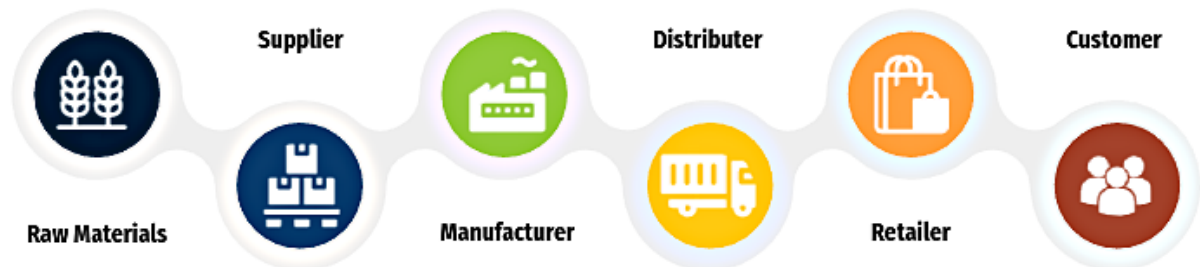 Raw Materials
Supplier
Manufacturer
Distributer
Retailer
Customer